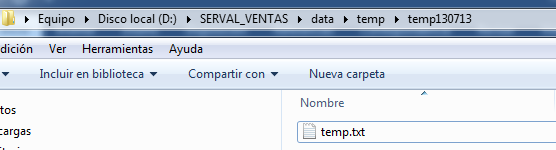 Equipo Disco local (D:) SERVAL_VENTAS data temp temp130713
dición Ver Herramientas Ayuda
Incluir en biblioteca Compartir con Nueva carpeta
Nombre
tos
cargas
temp.txt